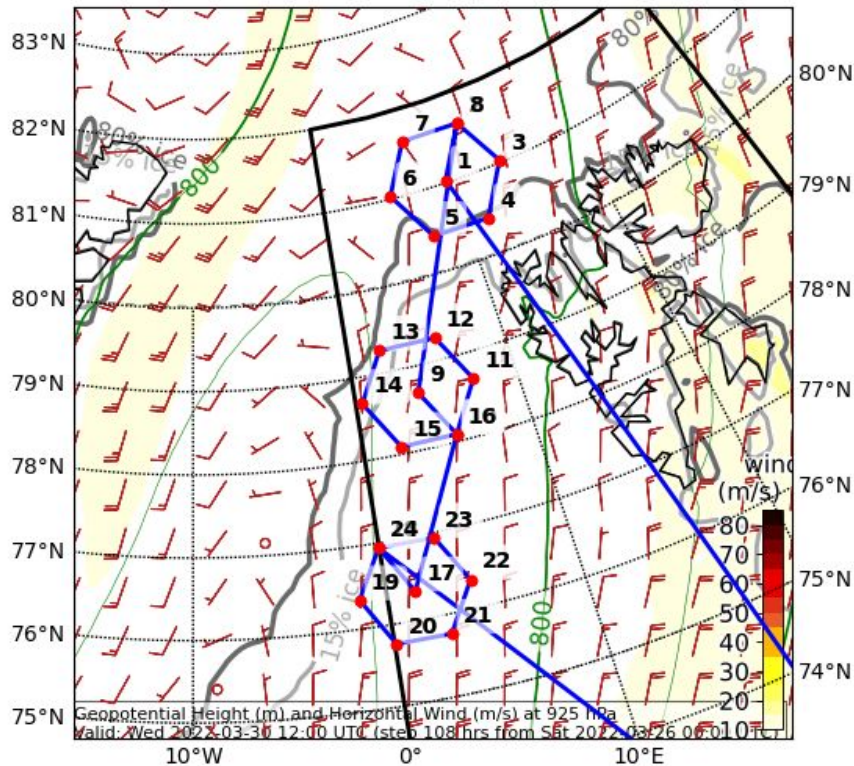 83°N
82°N
81°N
80°N
79°N
78°N
77°N
76°N
75°N
80°N
79°N
78°N
77°N
76°N
75°N
74°N
10°W
0°
10°E
80%
15% ice
80% ice
15% ice
800
800
8
7
3
1
6
4
5
12
13
11
9
14
16
15
23
24
22
17
19
21
20
wind
(m/s)
80
70
60
50
40
30
20
10
Geopotential Height (m) and Horizontal Wind (m/s) at 925 hPa
Valid: Wed 2022-03-30 12:00 UTC (step 108 hrs from Sat 2022-03-26 00:00 UTC)